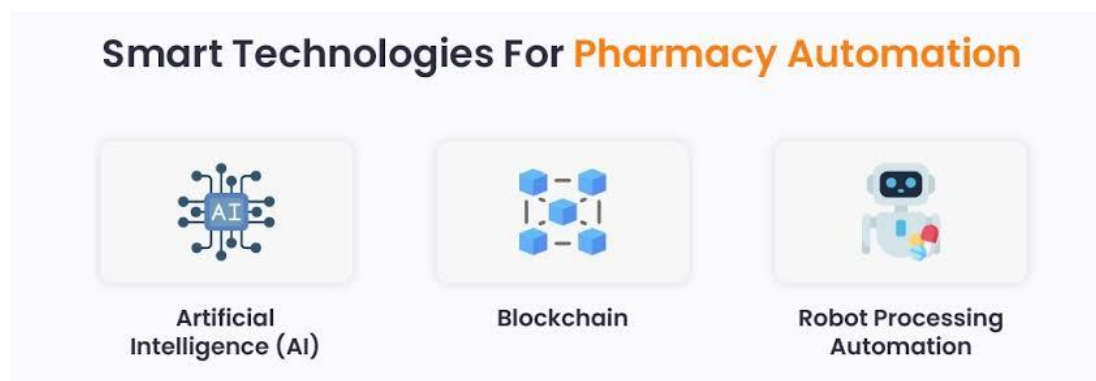 Smart Technologies For Pharmacy Automation
AI
Artificial
Intelligence (AI)
Blockchain
Robot Processing
Automation